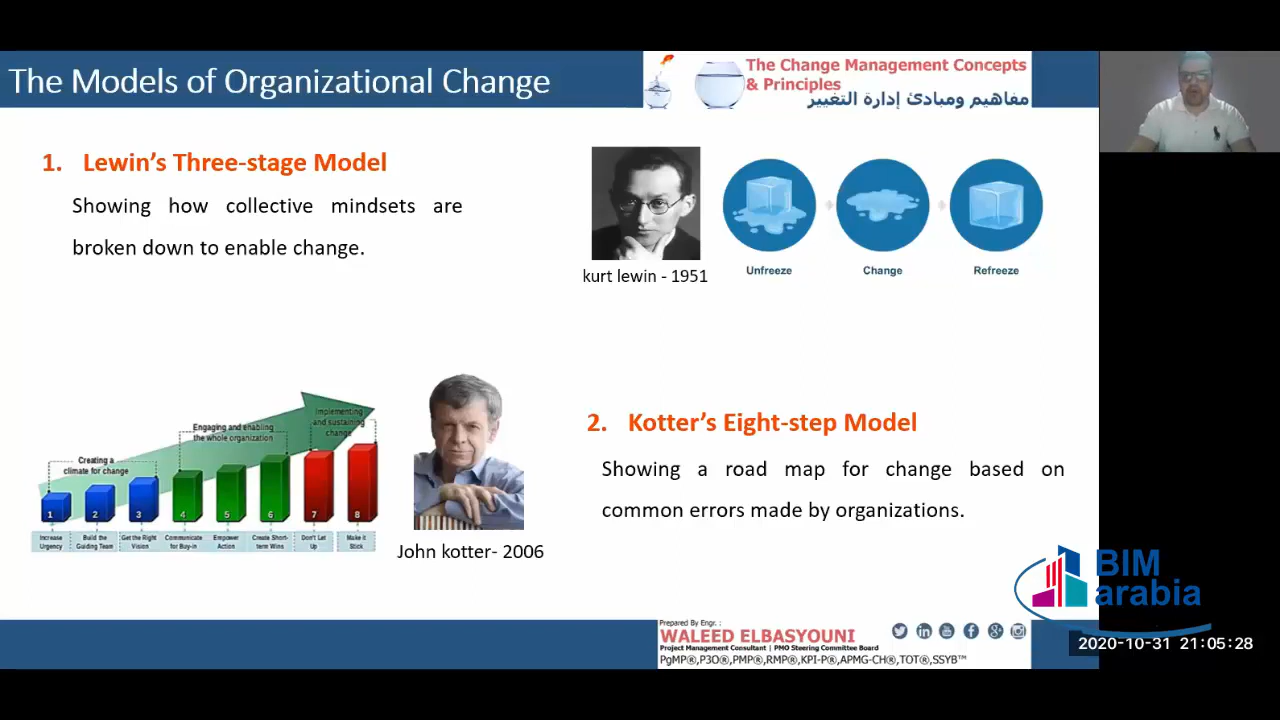 The Models of Organizational Change
The Change Management Concepts
& Principles
مفاهيم ومبادئ إدارة التغيير
1. Lewin's Three-stage Model
Showing how collective mindsets are
broken down to enable change.
kurt lewin - 1951
Unfreeze
Change
Refreeze
Implementing
and sustaining
change
Engaging and enabling
the whole organization
Creating a
climate for change
1 2 3 4 5 6 7 8
Increase
Urgency
Build the
Guiding Team
Get the Right
Vision
Communicate
for Buy-in
Empower
Action
Create Short-
term Wins
Don't Let
Up
Make it
Stick
John kotter- 2006
2. Kotter's Eight-step Model
Showing a road map for change based on
common errors made by organizations.
BIM
arabia
Prepared By Engr. :
WALEED ELBASYOUNI
Project Management Consultant | PMO Steering Committee Board
PgMP®,P3O®,PMP®,RMP®,KPI-P®,APMG-CH®,TOT®,SSYB™
2020-10-31 21:05:28